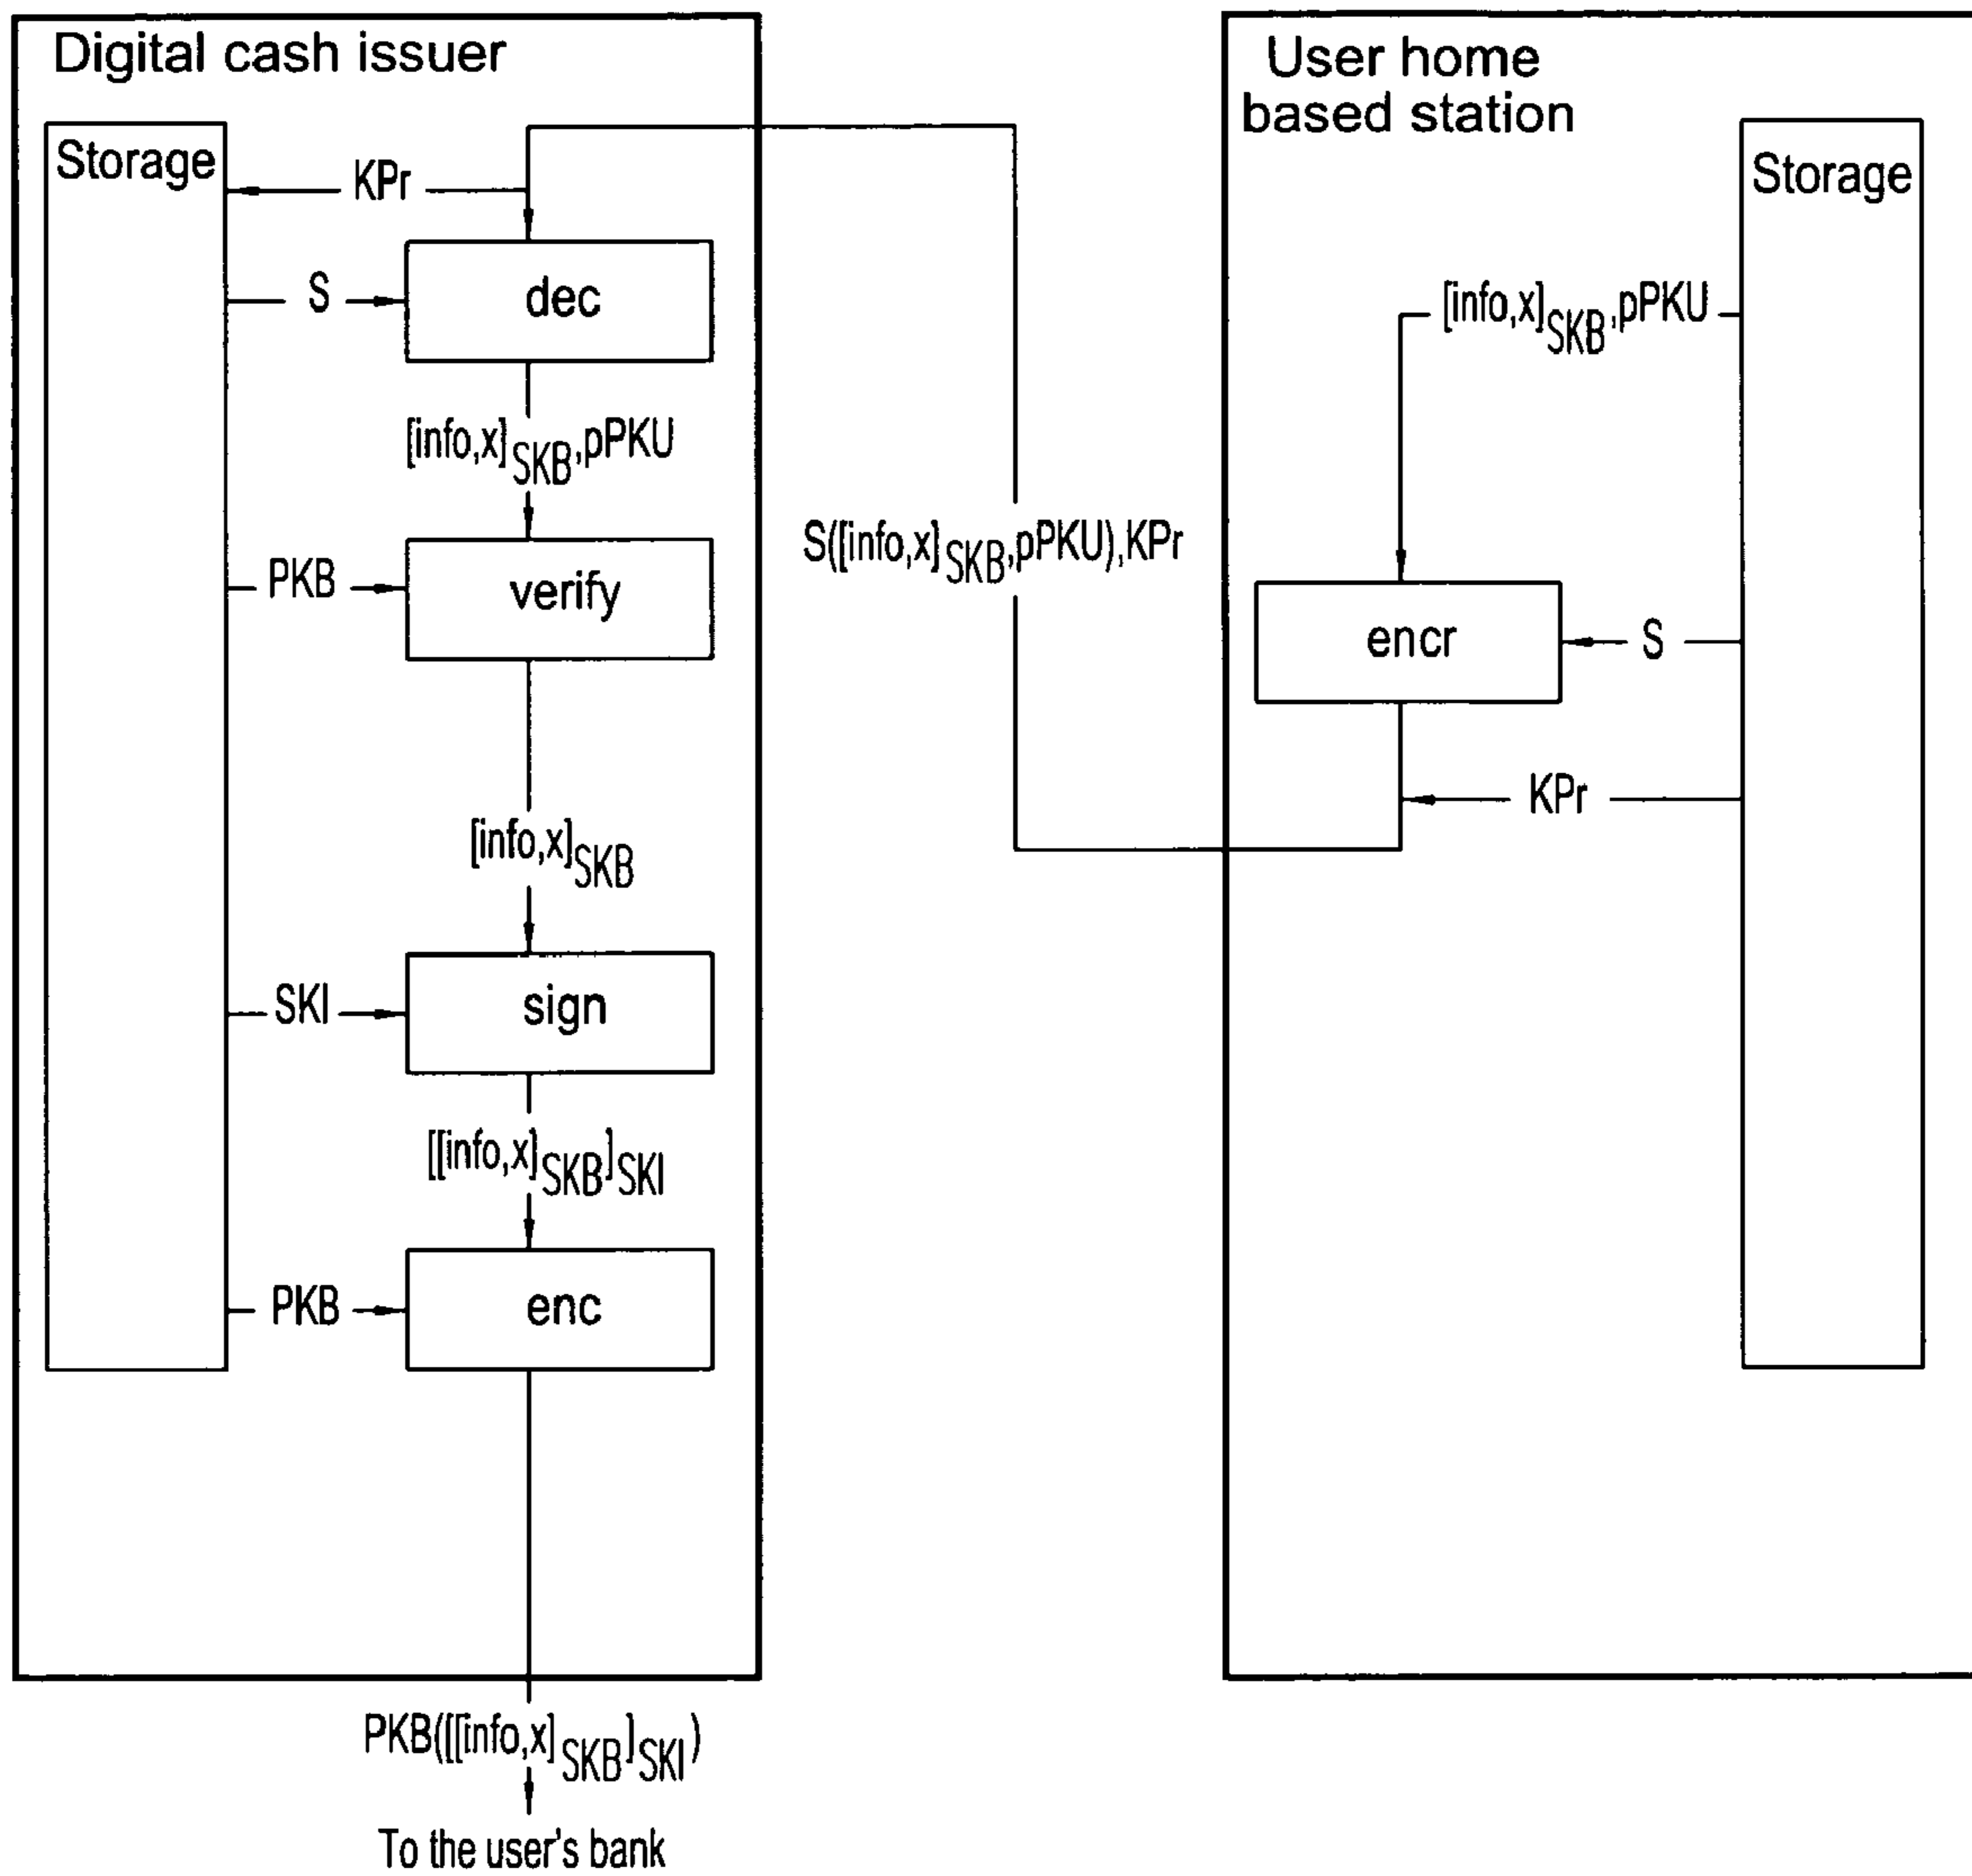 Digital cash issuer
Storage
KPr
S
dec
[info,x]SKB,pPKU
PKB
verify
[info,x]SKB
SKI
sign
[[info,x]SKB]SKI
PKB
enc
PKB([[info,x]SKB]SKI)
To the user's bank
S([info,x]SKB,pPKU),KPr
User home
based station
Storage
[info,x]SKB,pPKU
encr
S
KPr